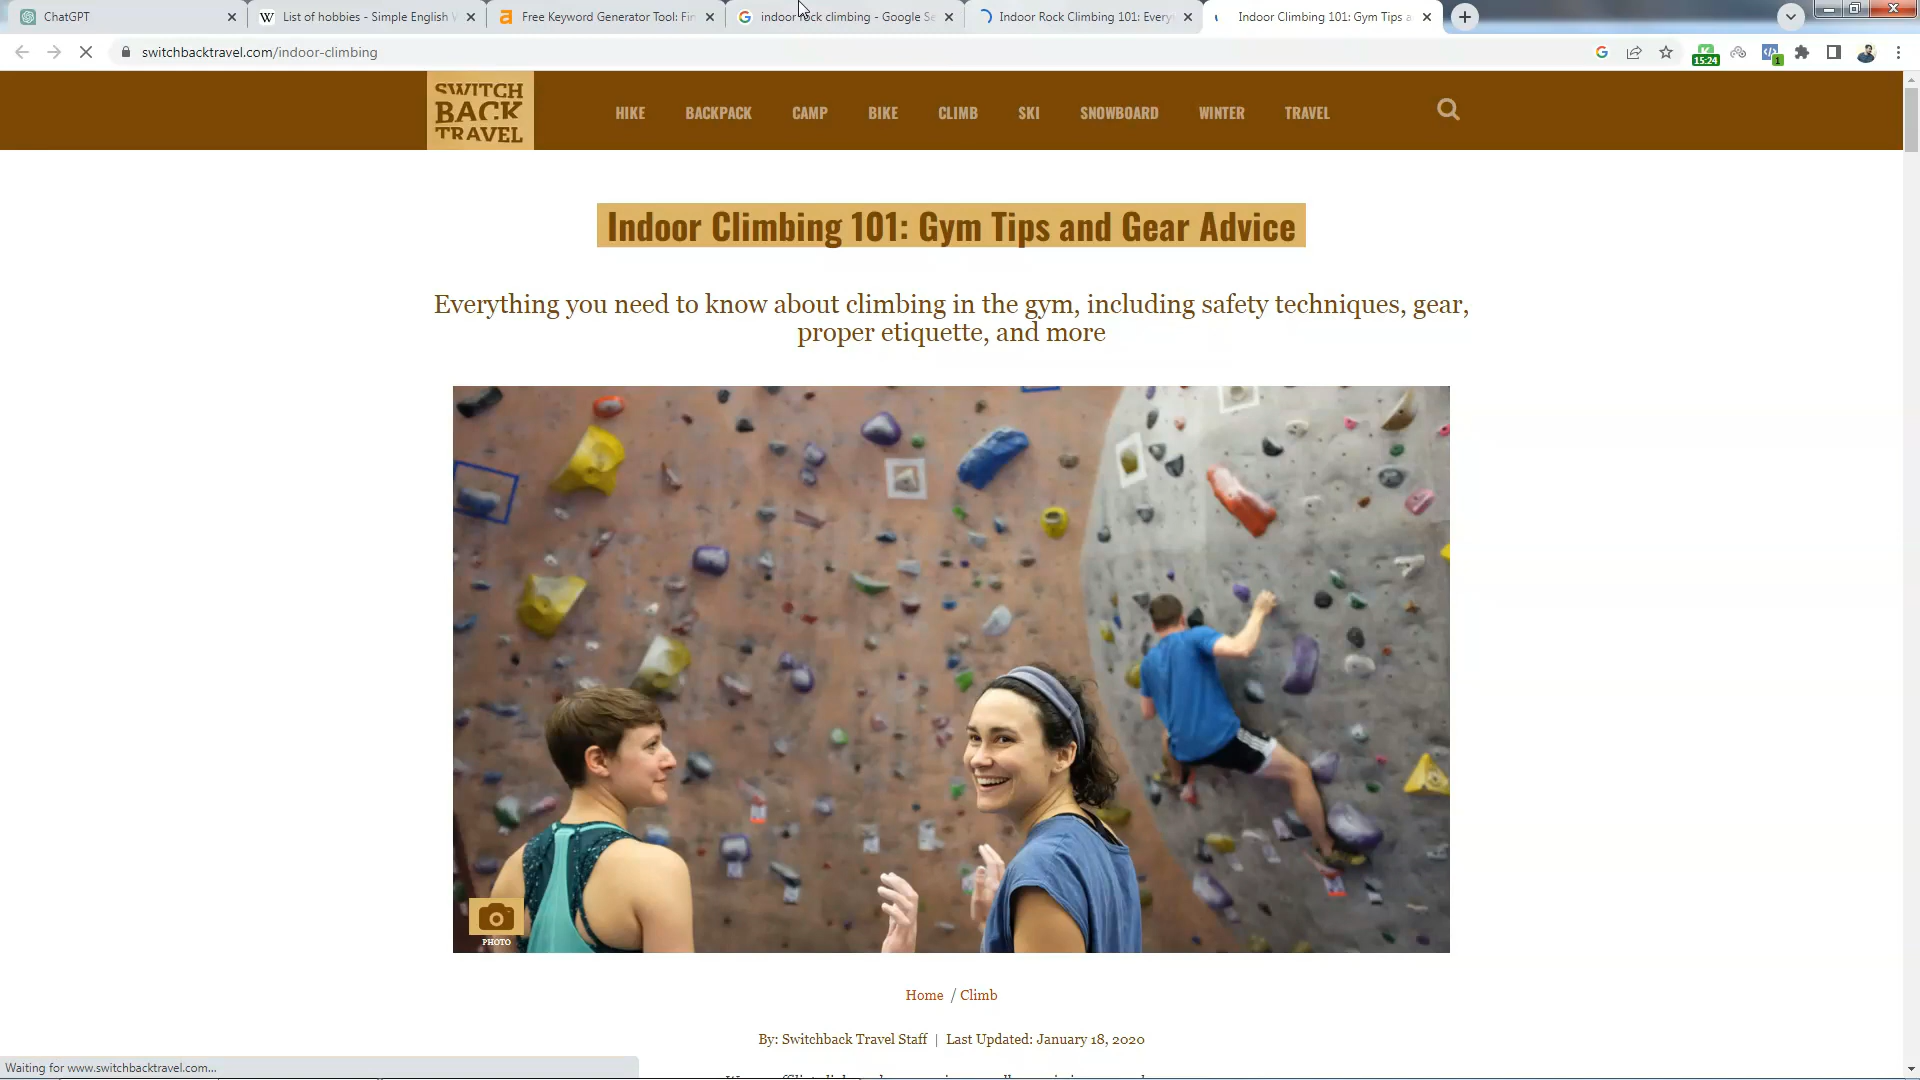 ChatGPT
List of hobbies - Simple English W
Free Keyword Generator Tool: Fin
indoor rock climbing - Google Se
Indoor Rock Climbing 101: Every
Indoor Climbing 101: Gym Tips a
switchbacktravel.com/indoor-climbing
15:24
1
SWITCH
BACK
TRAVEL
HIKE
BACKPACK
CAMP
BIKE
CLIMB
SKI
SNOWBOARD
WINTER
TRAVEL
Indoor Climbing 101: Gym Tips and Gear Advice
Everything you need to know about climbing in the gym, including safety techniques, gear,
proper etiquette, and more
PHOTO
Home / Climb
By: Switchback Travel Staff | Last Updated: January 18, 2020
Waiting for www.switchbacktravel.com...